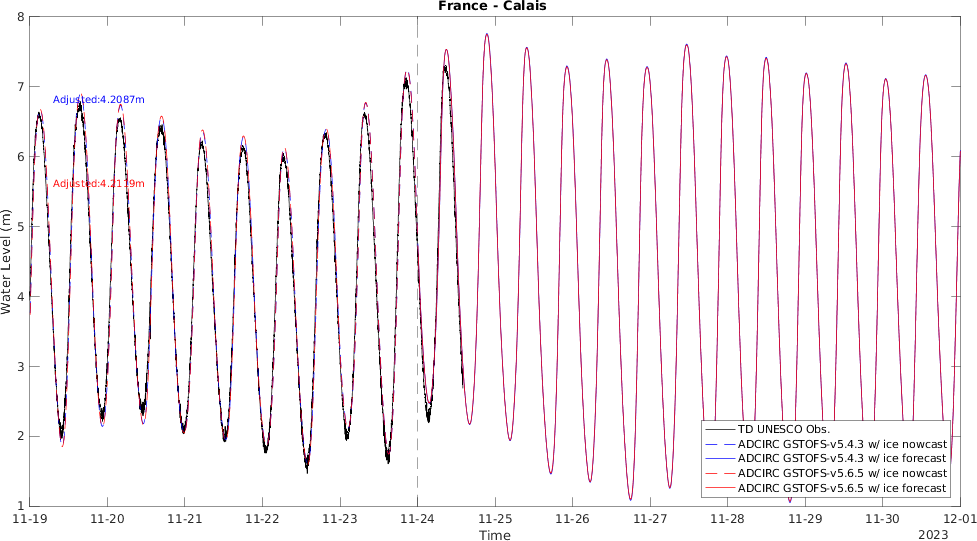 France - Calais
8
7
6
5
4
3
2
1
Water Level (m)
Adjusted:4.2087m
Adjusted:4.2119m
TD UNESCO Obs.
ADCIRC GSTOFS-v5.4.3 w/ ice nowcast
ADCIRC GSTOFS-v5.4.3 w/ ice forecast
ADCIRC GSTOFS-v5.6.5 w/ ice nowcast
ADCIRC GSTOFS-v5.6.5 w/ ice forecast
11-19 11-20 11-21 11-22 11-23 11-24 11-25 11-26 11-27 11-28 11-29 11-30 12-01
Time
2023